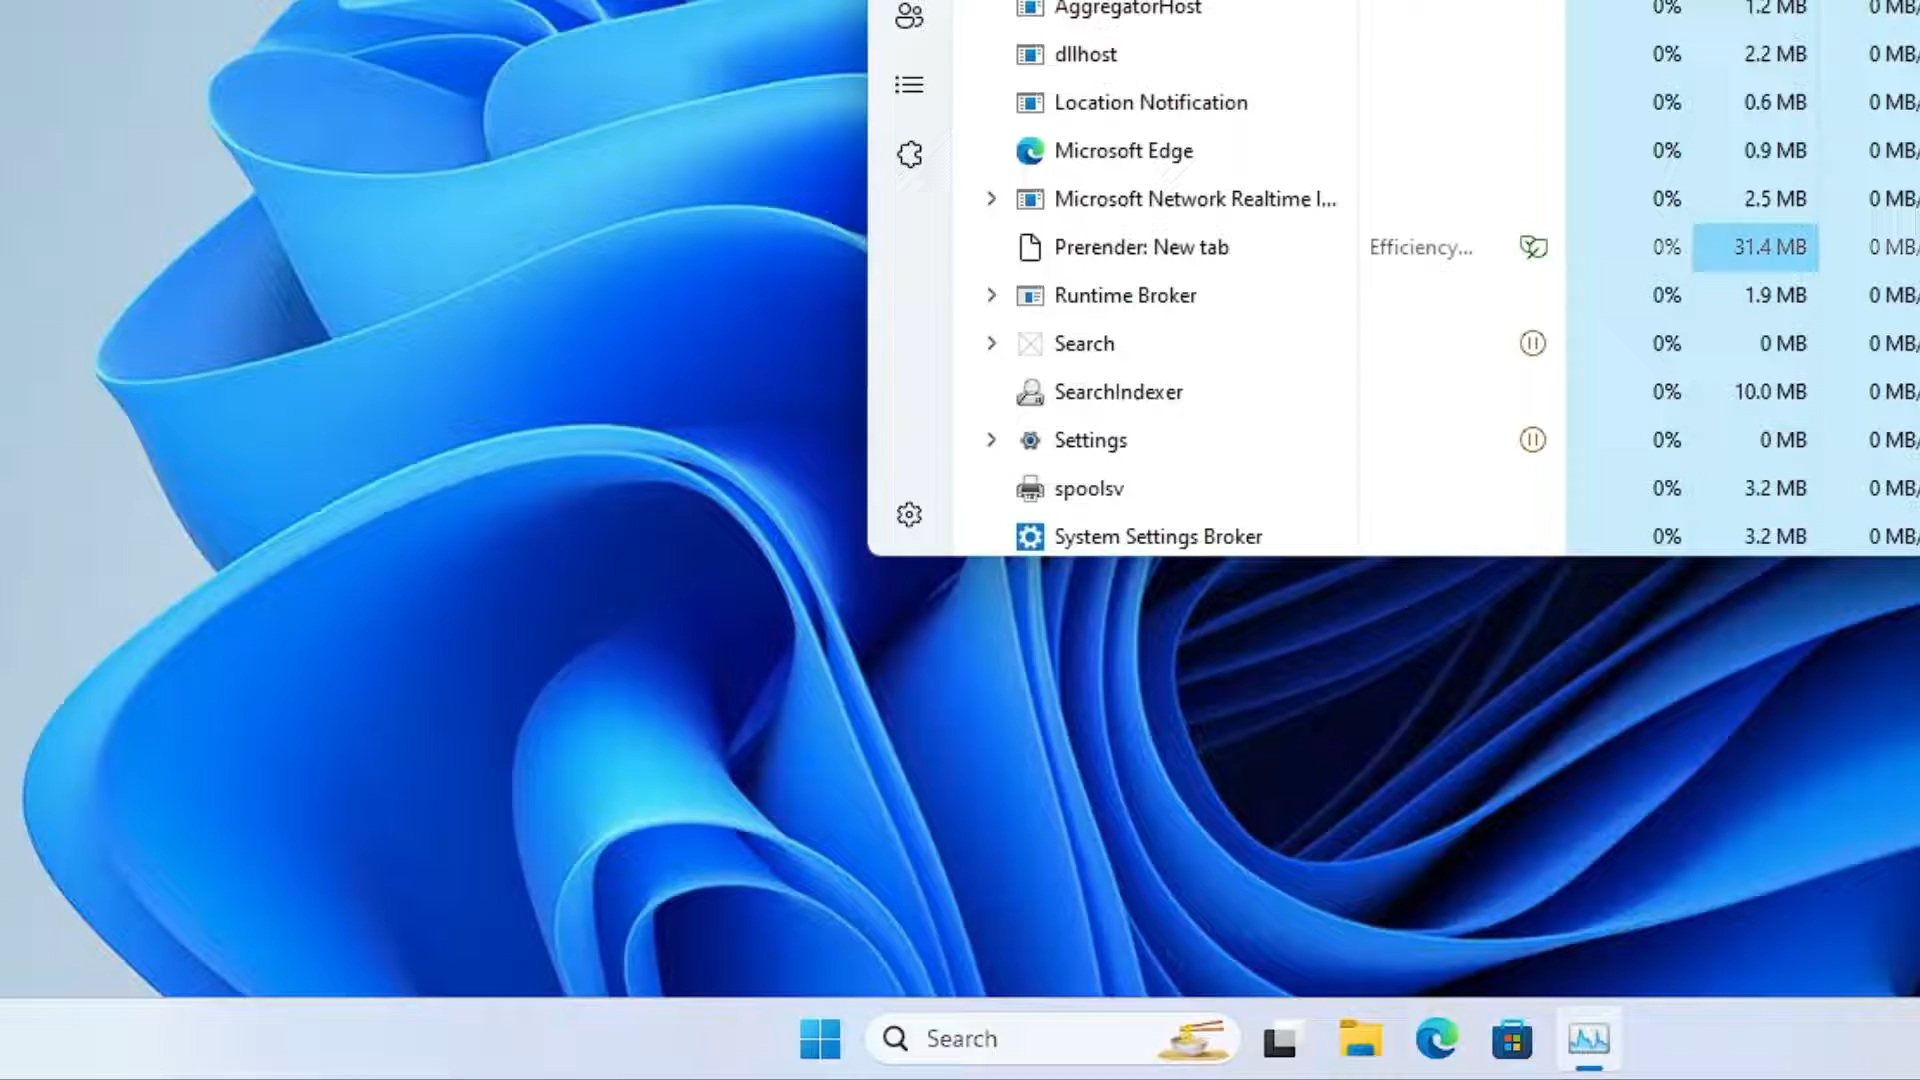 AggregatorHost 0% 1.2 MB 0 MB/
dllhost 0% 2.2 MB 0 MB/
Location Notification 0% 0.6 MB 0 MB/
Microsoft Edge 0% 0.9 MB 0 MB/
Microsoft Network Realtime I... 0% 2.5 MB 0 MB/
Prerender: New tab Efficiency... 0% 31.4 MB 0 MB/
Runtime Broker 0% 1.9 MB 0 MB/
Search 0% 0 MB 0 MB/
SearchIndexer 0% 10.0 MB 0 MB/
Settings 0% 0 MB 0 MB/
spoolsv 0% 3.2 MB 0 MB/
System Settings Broker 0% 3.2 MB 0 MB/
Search